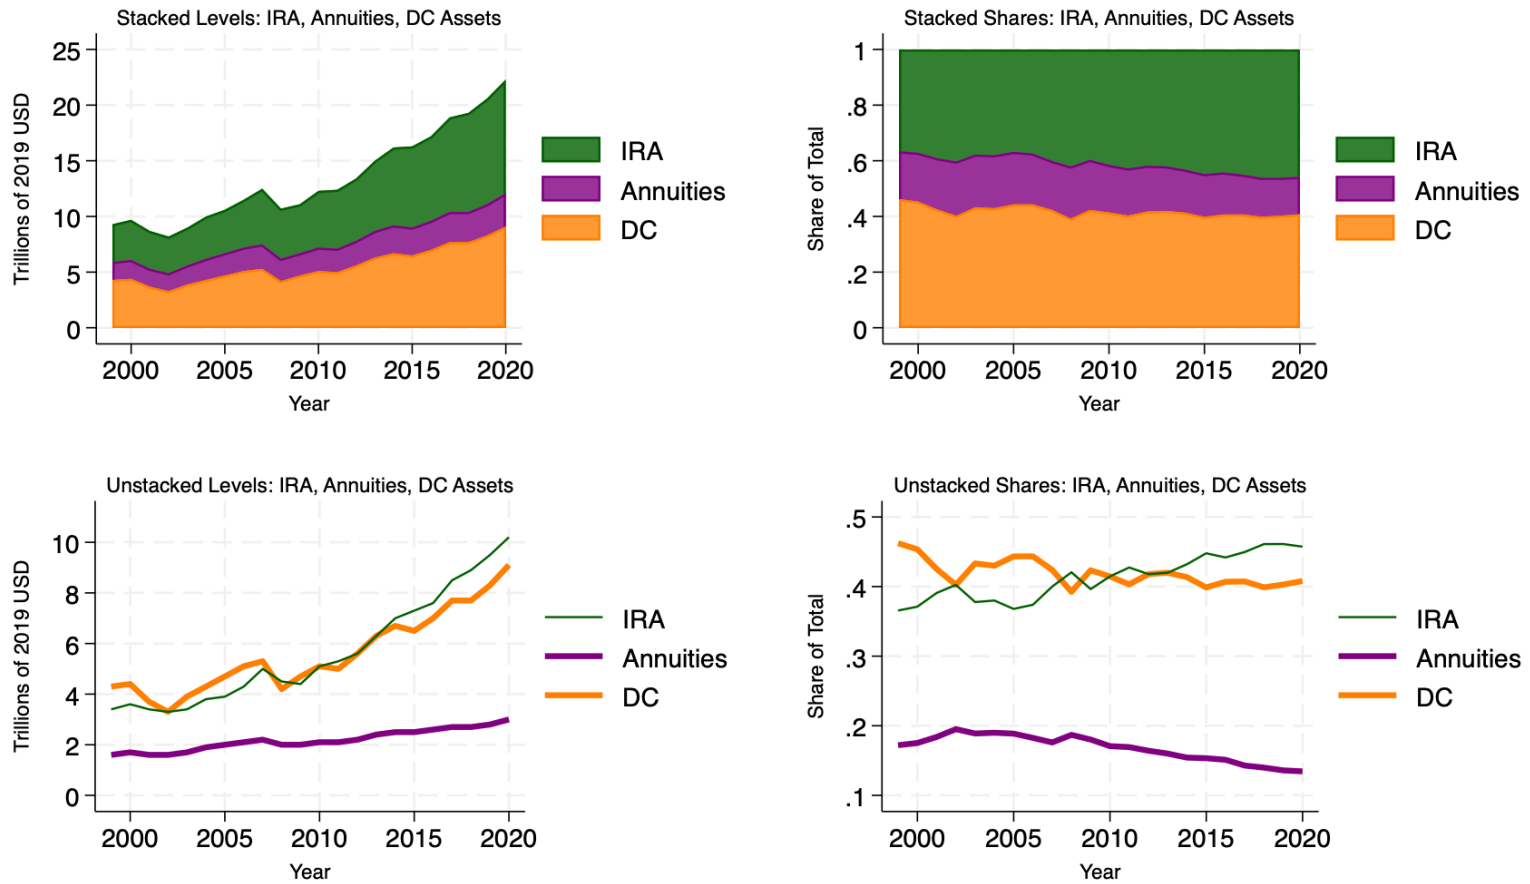 Stacked Levels: IRA, Annuities, DC Assets
Trillions of 2019 USD
25
20
15
10
5
0
2000 2005 2010 2015 2020
Year
IRA
Annuities
DC
Stacked Shares: IRA, Annuities, DC Assets
Share of Total
1
.8
.6
.4
.2
0
2000 2005 2010 2015 2020
Year
IRA
Annuities
DC
Unstacked Levels: IRA, Annuities, DC Assets
Trillions of 2019 USD
10
8
6
4
2
0
2000 2005 2010 2015 2020
Year
IRA
Annuities
DC
Unstacked Shares: IRA, Annuities, DC Assets
Share of Total
.5
.4
.3
.2
.1
2000 2005 2010 2015 2020
Year
IRA
Annuities
DC